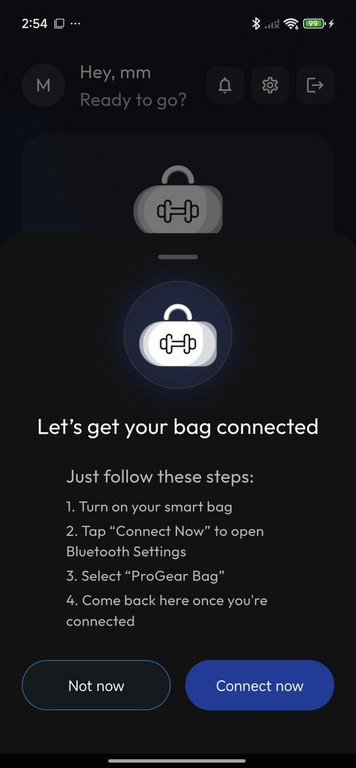 2:54
99
M
Hey, mm
Ready to go?
Let's get your bag connected
Just follow these steps:
1. Turn on your smart bag
2. Tap “Connect Now” to open
Bluetooth Settings
3. Select “ProGear Bag”
4. Come back here once you're
connected
Not now
Connect now